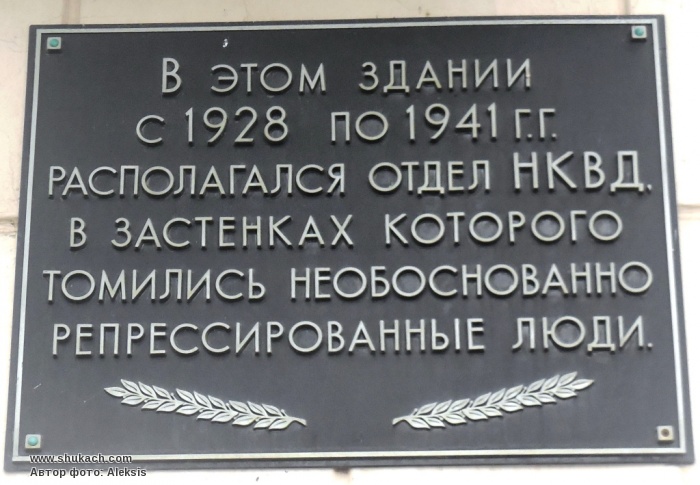 В ЭТОМ ЗДАНИИ
С 1928 ПО 1941 Г.Г.
РАСПОЛАГАЛСЯ ОТДЕЛ НКВД,
В ЗАСТЕНКАХ КОТОРОГО
ТОМИЛИСЬ НЕОБОСНОВАННО
РЕПРЕССИРОВАННЫЕ ЛЮДИ.
www.shukach.com
Автор фото: Aleksis